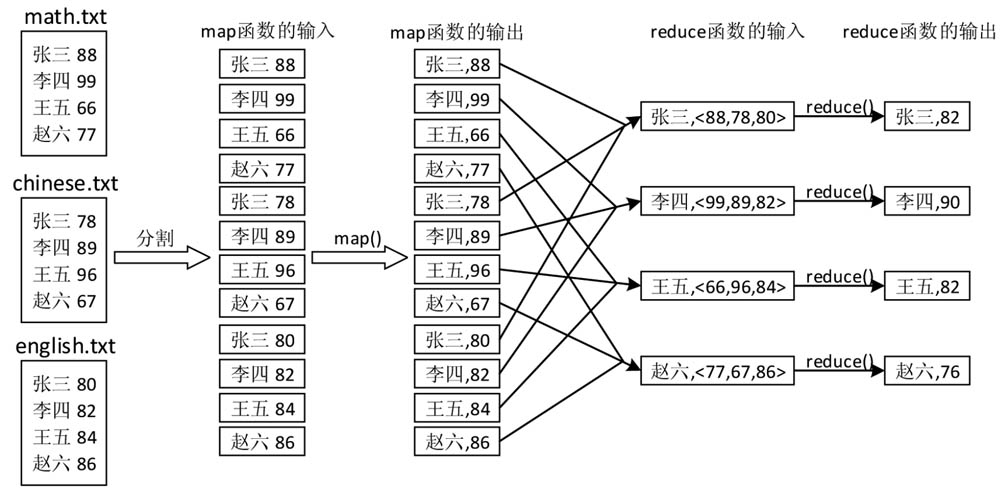 math.txt
张三 88
李四 99
王五 66
赵六 77
chinese.txt
张三 78
李四 89
王五 96
赵六 67
english.txt
张三 80
李四 82
王五 84
赵六 86
分割
map函数的输入
张三 88
李四 99
王五 66
赵六 77
张三 78
李四 89
王五 96
赵六 67
张三 80
李四 82
王五 84
赵六 86
map()
map函数的输出
张三,88
李四,99
王五,66
赵六,77
张三,78
李四,89
王五,96
赵六,67
张三,80
李四,82
王五,84
赵六,86
reduce函数的输入
张三,<88,78,80>
李四,<99,89,82>
王五,<66,96,84>
赵六,<77,67,86>
reduce()
reduce()
reduce()
reduce()
reduce函数的输出
张三,82
李四,90
王五,82
赵六,76